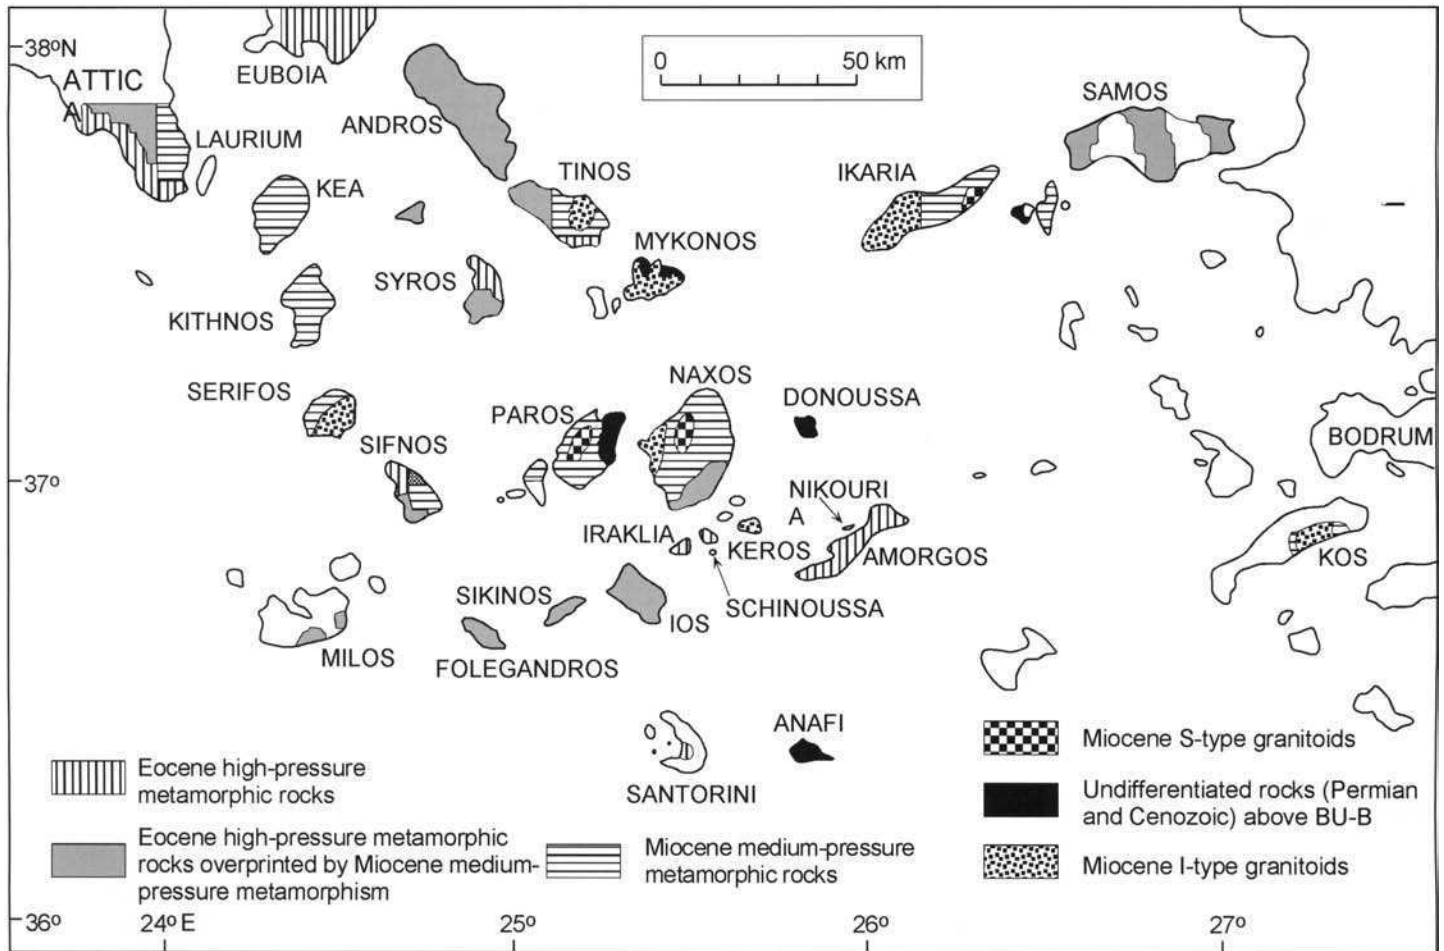 38ºN
EUBOIA
ATTIC
A
LAURIUM
ANDROS
0
50 km
SAMOS
KEA
TINOS
IKARIA
MYKONOS
SYROS
KITHNOS
SERIFOS
NAXOS
PAROS
DONOUSSA
SIFNOS
BODRUM
37º
NIKOURI
A
IRAKLIA
KEROS
AMORGOS
KOS
SCHINOUSSA
SIKINOS
IOS
MILOS
FOLEGANDROS
SANTORINI
ANAFI
Eocene high-pressure
metamorphic rocks
Eocene high-pressure metamorphic
rocks overprinted by Miocene medium-
pressure metamorphism
Miocene medium-pressure
metamorphic rocks
Miocene S-type granitoids
Undifferentiated rocks (Permian
and Cenozoic) above BU-B
Miocene I-type granitoids
36º
24º E
25º
26º
27º